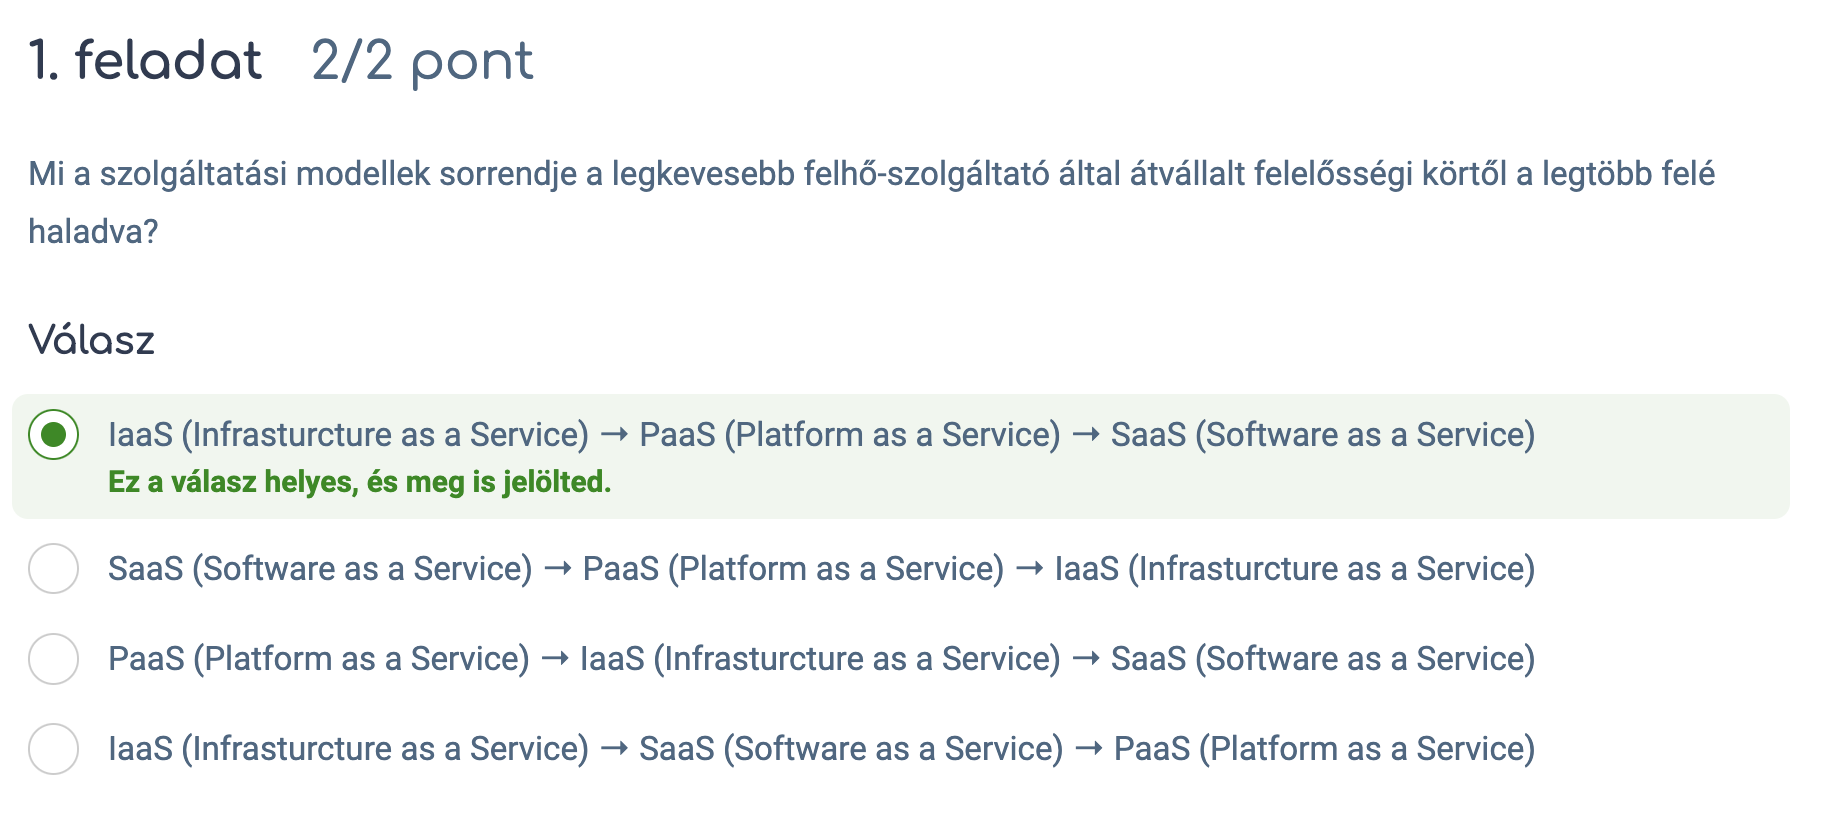 1. feladat 2/2 pont
Mi a szolgáltatási modellek sorrendje a legkevesebb felhő-szolgáltató által átvállalt felelősségi körtől a legtöbb felé
haladva?
Válasz
IaaS (Infrasturcture as a Service) → PaaS (Platform as a Service) → SaaS (Software as a Service)
Ez a válasz helyes, és meg is jelölted.
SaaS (Software as a Service) → PaaS (Platform as a Service) → IaaS (Infrasturcture as a Service)
PaaS (Platform as a Service) → IaaS (Infrasturcture as a Service) → SaaS (Software as a Service)
IaaS (Infrasturcture as a Service) → SaaS (Software as a Service) → PaaS (Platform as a Service)